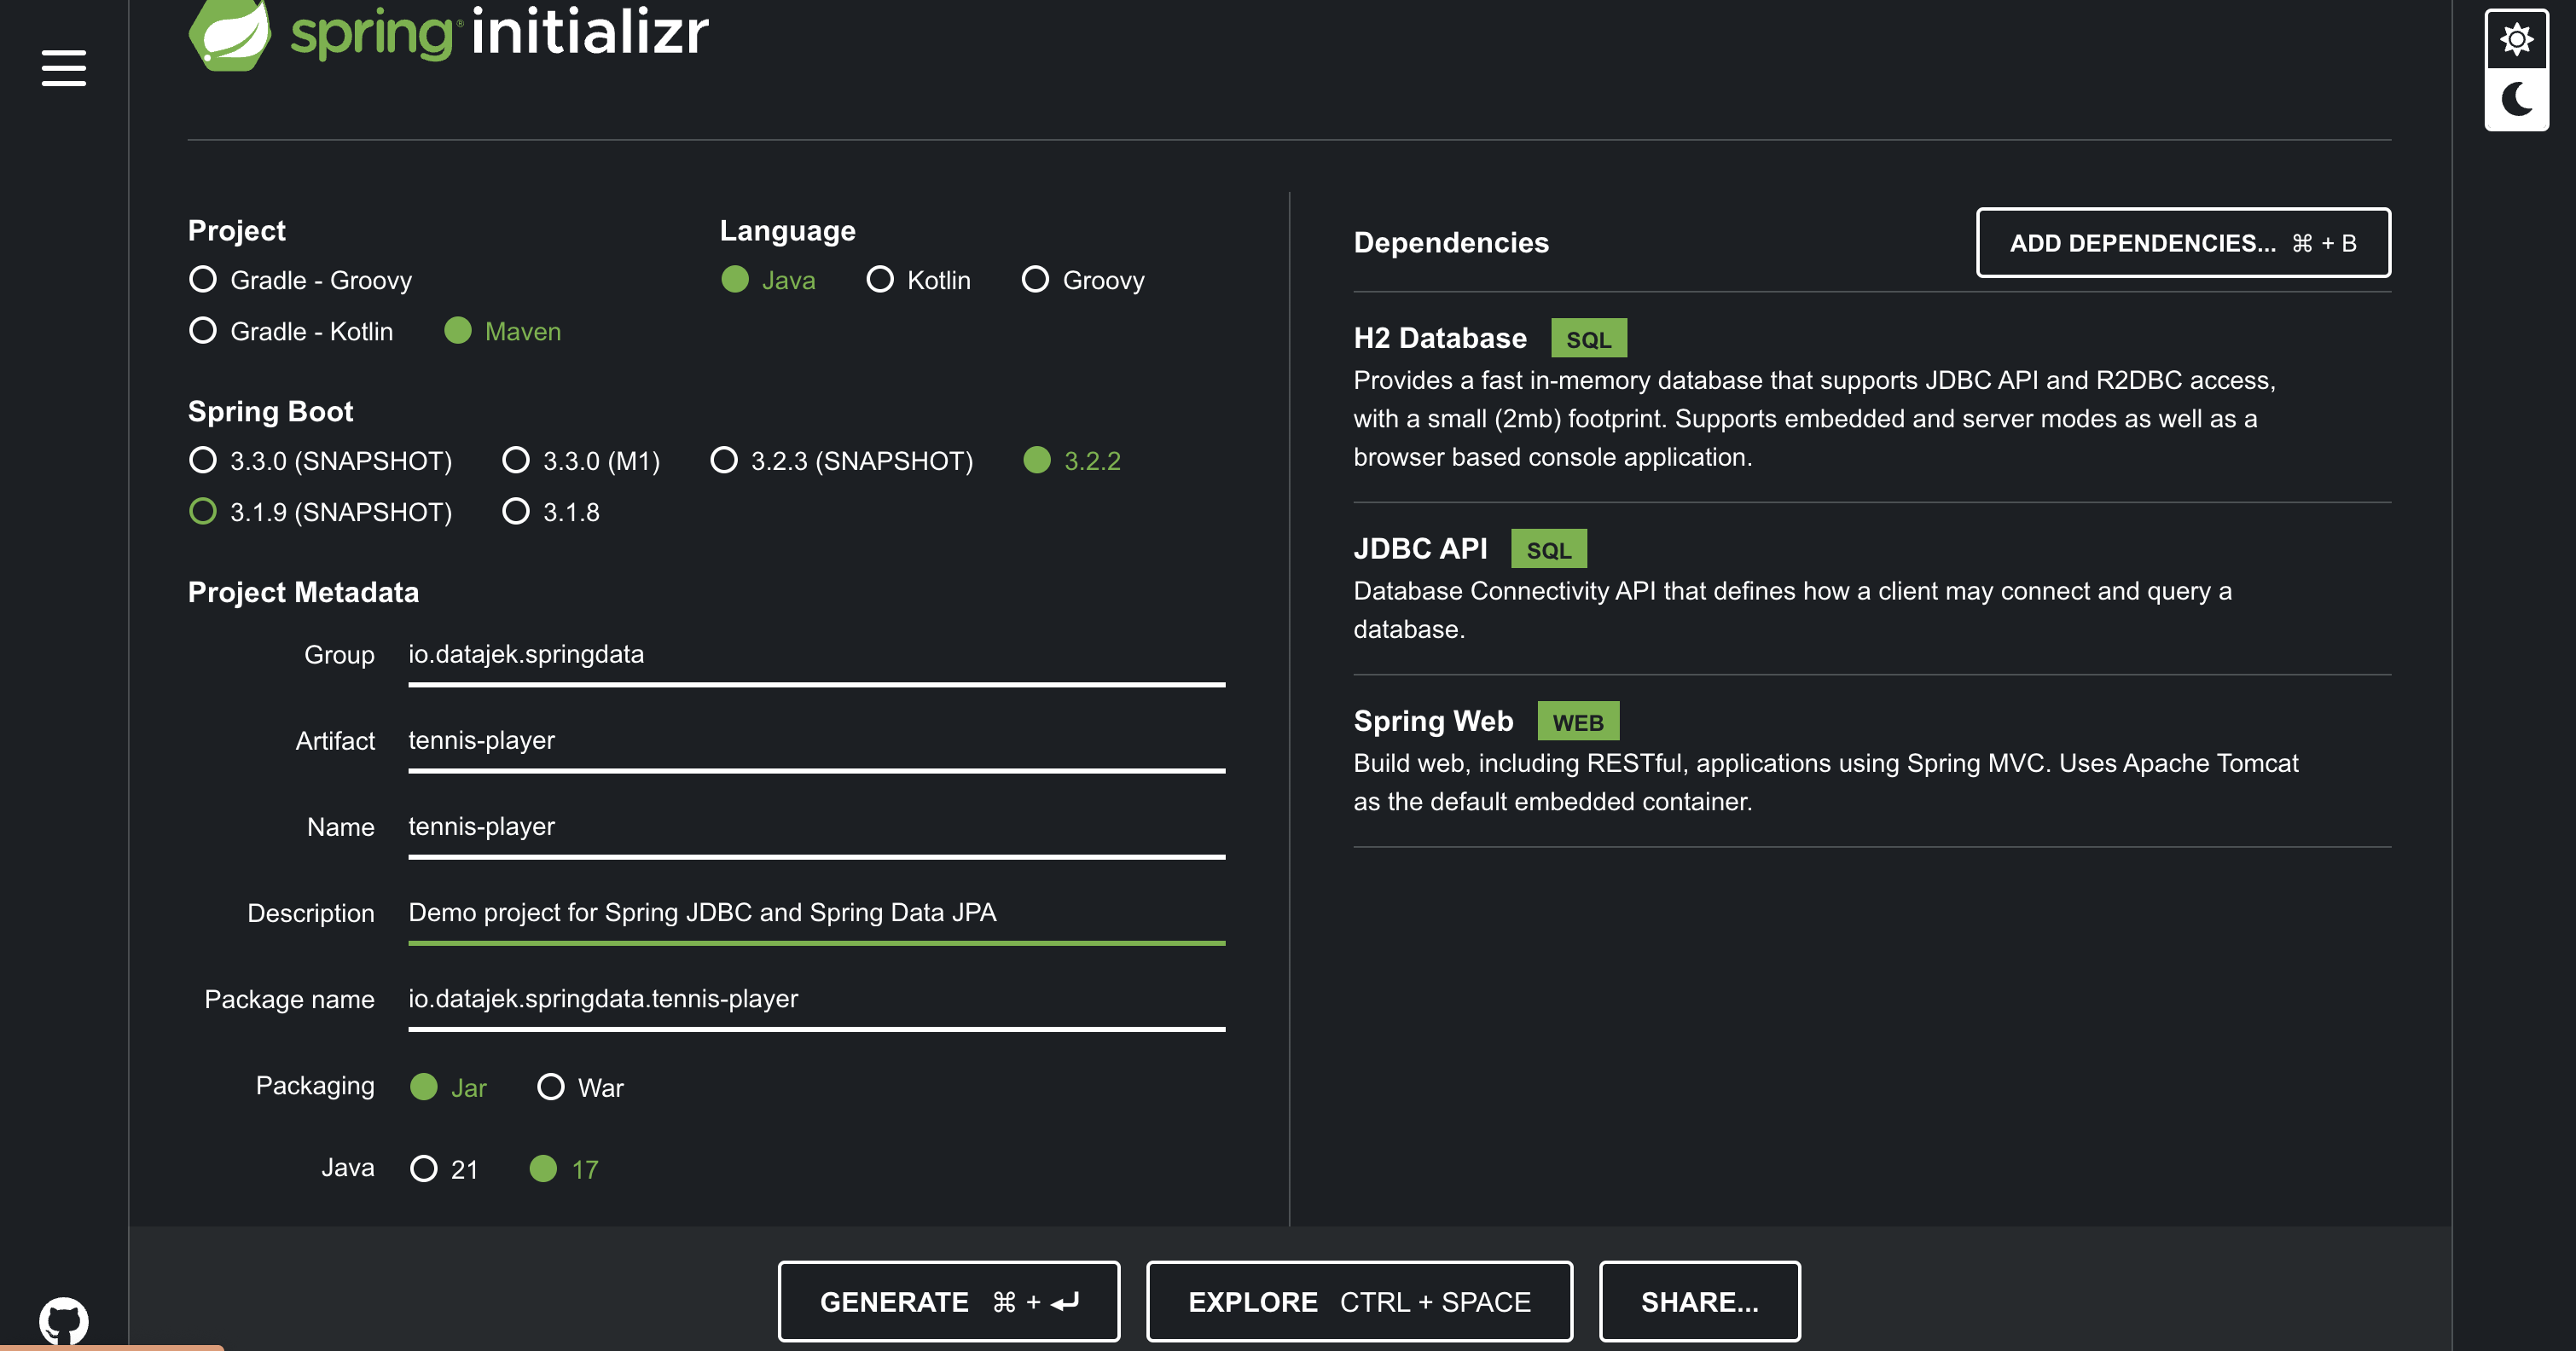 spring initializr
Project
Gradle - Groovy
Gradle - Kotlin Maven
Language
Java Kotlin Groovy
Spring Boot
3.3.0 (SNAPSHOT) 3.3.0 (M1) 3.2.3 (SNAPSHOT) 3.2.2
3.1.9 (SNAPSHOT) 3.1.8
Project Metadata
Group io.datajek.springdata
Artifact tennis-player
Name tennis-player
Description Demo project for Spring JDBC and Spring Data JPA
Package name io.datajek.springdata.tennis-player
Packaging Jar War
Java 21 17
Dependencies
ADD DEPENDENCIES... ⌘ + B
H2 Database SQL
Provides a fast in-memory database that supports JDBC API and R2DBC access,
with a small (2mb) footprint. Supports embedded and server modes as well as a
browser based console application.
JDBC API SQL
Database Connectivity API that defines how a client may connect and query a
database.
Spring Web WEB
Build web, including RESTful, applications using Spring MVC. Uses Apache Tomcat
as the default embedded container.
GENERATE ⌘ + ⏎
EXPLORE CTRL + SPACE
SHARE...